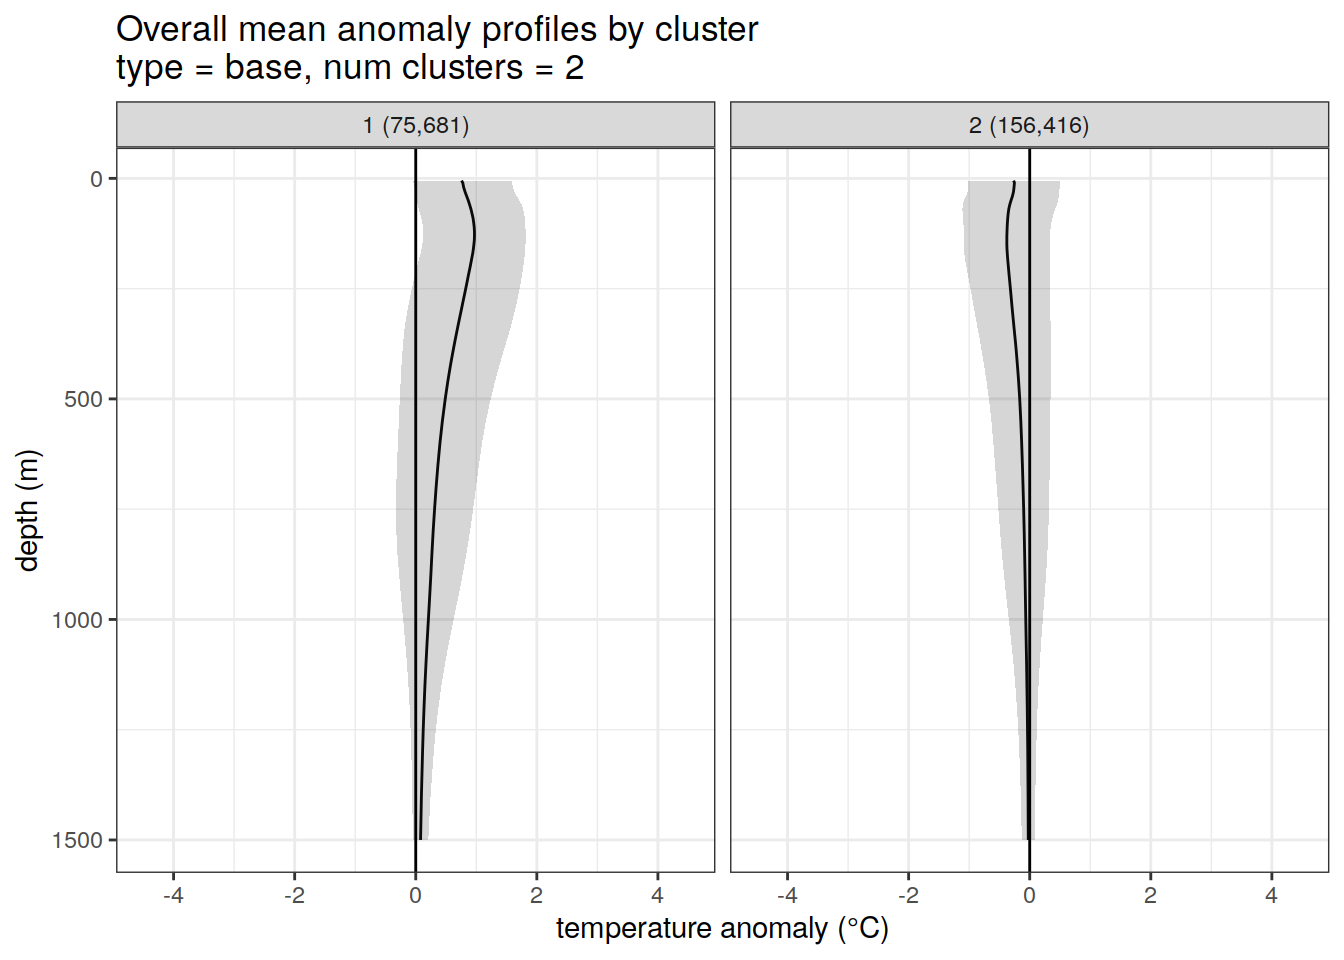 Overall mean anomaly profiles by cluster
type = base, num clusters = 2
1 (75,681)
2 (156,416)
0
500
1000
1500
depth (m)
-4 -2 0 2 4
-4 -2 0 2 4
temperature anomaly (°C)